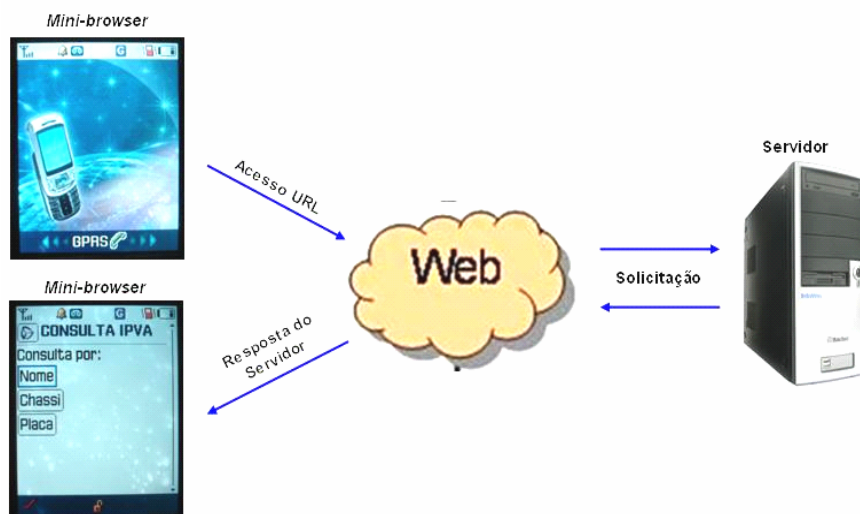 Mini-browser
GPRS
Acesso URL
Mini-browser
CONSULTA IPVA
Consulta por:
Nome
Chassi
Placa
Resposta do
Servidor
Web
Solicitação
Servidor